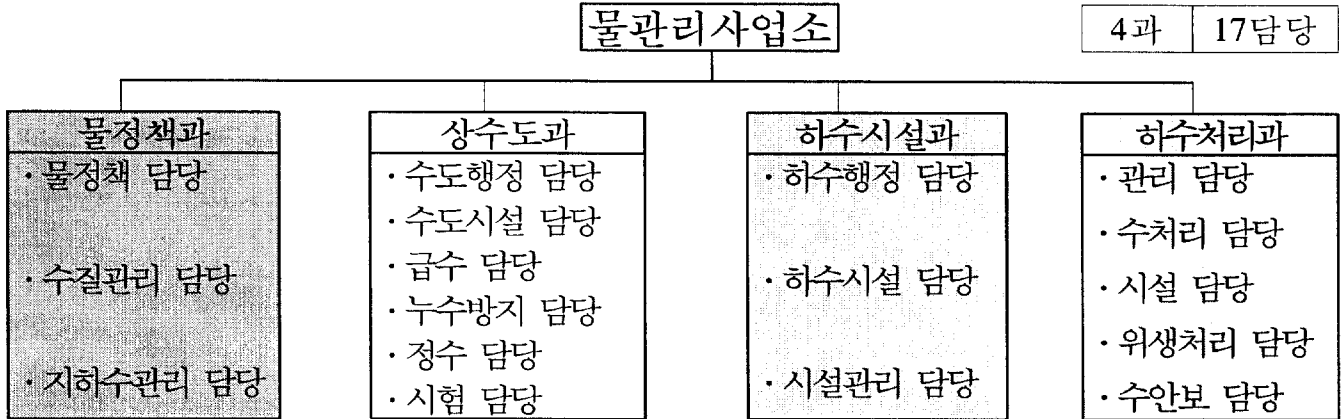 물관리사업소
4과 17담당
물정책과
· 물정책 담당
· 수질관리 담당
· 지하수관리 담당
상수도과
· 수도행정 담당
· 수도시설 담당
· 급수 담당
· 누수방지 담당
· 정수 담당
· 시험 담당
하수시설과
· 하수행정 담당
· 하수시설 담당
· 시설관리 담당
하수처리과
· 관리 담당
· 수처리 담당
· 시설 담당
· 위생처리 담당
· 수안보 담당